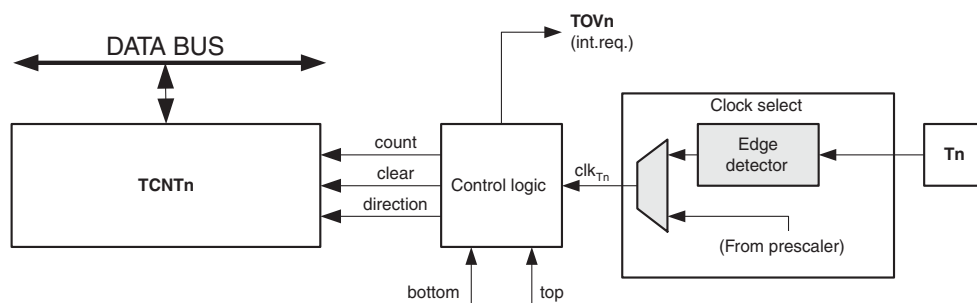 TOVn
(int.req.)
DATA BUS
Clock select
count
Edge
detector
Tn
TCNTn
clear
Control logic
clkTn
direction
(From prescaler)
bottom
top